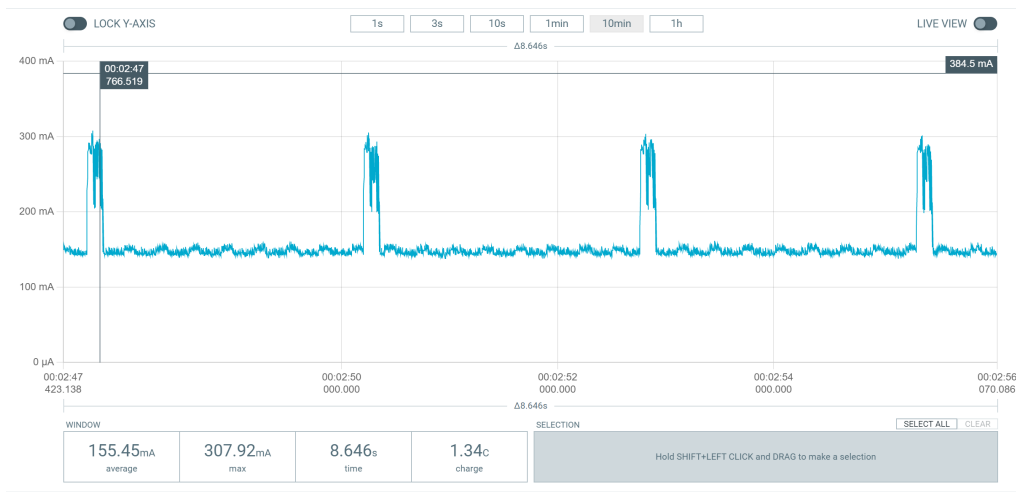 LOCK Y-AXIS
1s
3s
10s
1min
10min
1h
LIVE VIEW
Δ8.646s
400 mA
00:02:47
766.519
384.5 mA
300 mA
200 mA
100 mA
0 µA
00:02:47
423.138
00:02:50
000.000
00:02:52
000.000
00:02:54
000.000
00:02:56
070.086
Δ8.646s
WINDOW
155.45mA
average
307.92mA
max
8.646s
time
1.34C
charge
SELECTION
SELECT ALL
CLEAR
Hold SHIFT+LEFT CLICK and DRAG to make a selection